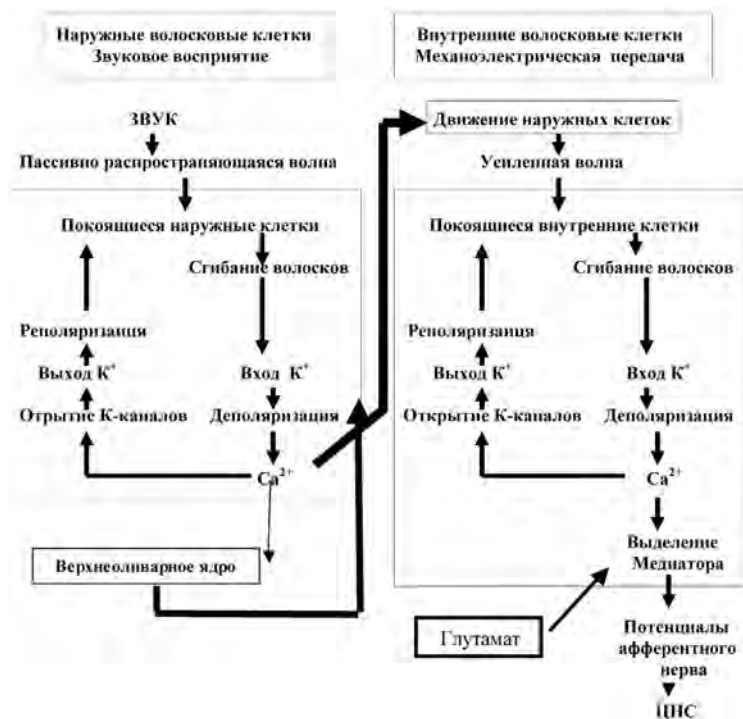 Наружные волосковые клетки
Звуковое восприятие
ЗВУК
Пассивно распространяющаяся волна
Покоящиеся наружные клетки
Сгибание волосков
Реполяризация
Выход К⁺
Вход К⁺
Отрытие К-каналов
Деполяризация
Ca²⁺
Верхнеоливарное ядро
Внутренние волосковые клетки
Механоэлектрическая передача
Движение наружных клеток
Усиленная волна
Покоящиеся внутренние клетки
Сгибание волосков
Реполяризация
Выход К⁺
Вход К⁺
Открытие К-каналов
Деполяризация
Ca²⁺
Выделение
Медиатора
Глутамат
Потенциалы
афферентного
нерва
ЦНС